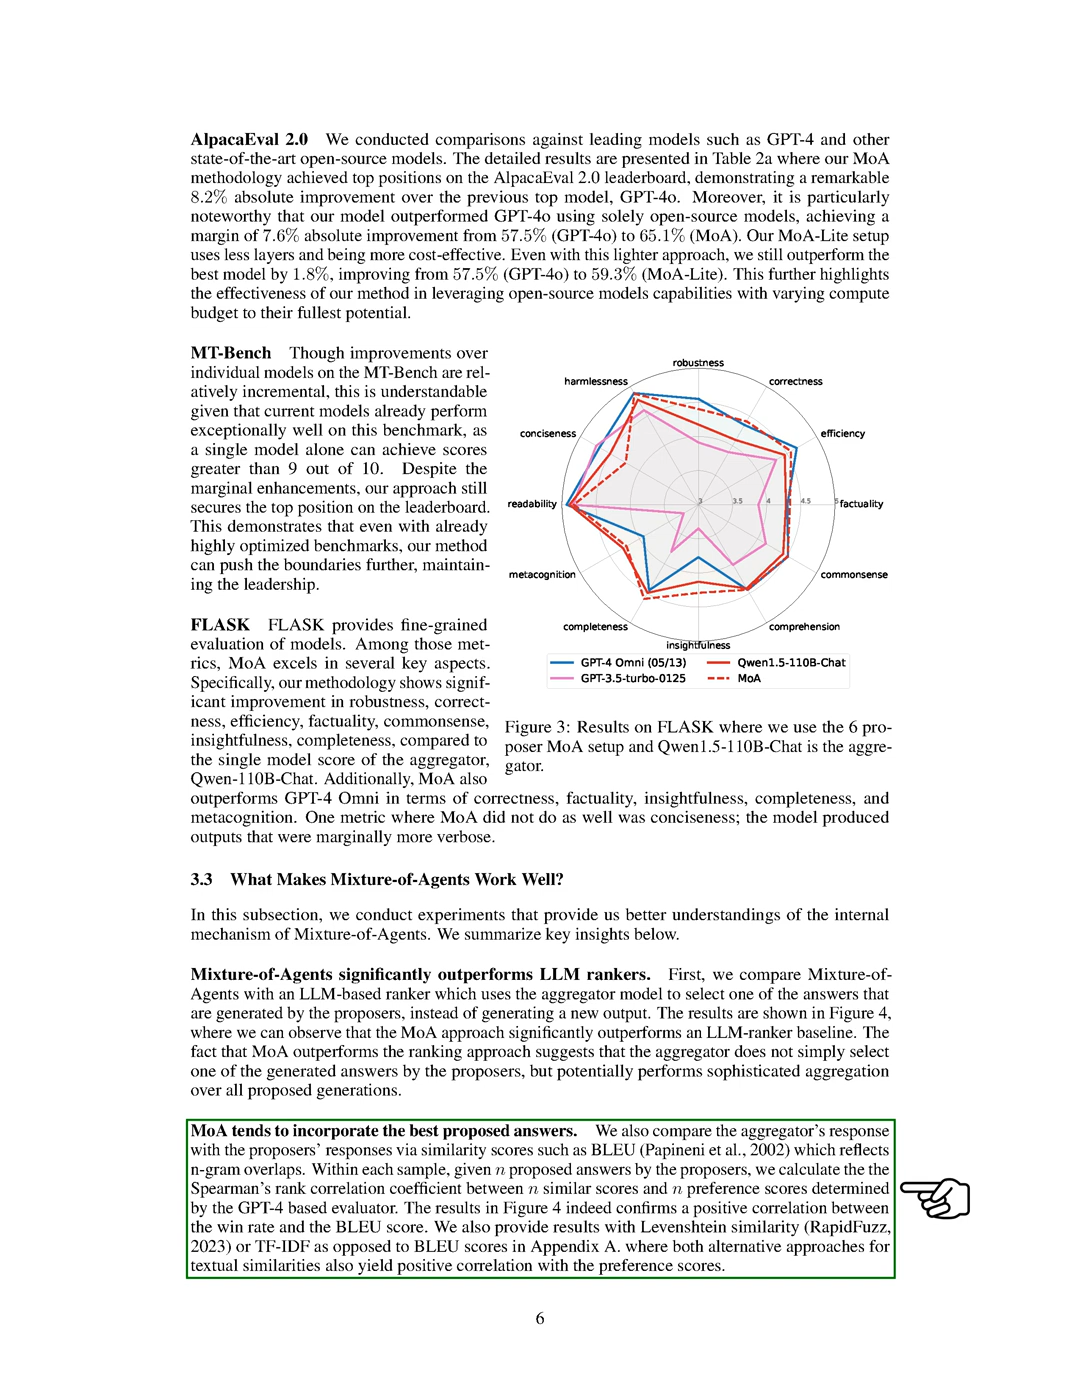 AlpacaEval 2.0 We conducted comparisons against leading models such as GPT-4 and other
state-of-the-art open-source models. The detailed results are presented in Table 2a where our MoA
methodology achieved top positions on the AlpacaEval 2.0 leaderboard, demonstrating a remarkable
8.2% absolute improvement over the previous top model, GPT-4o. Moreover, it is particularly
noteworthy that our model outperformed GPT-4o using solely open-source models, achieving a
margin of 7.6% absolute improvement from 57.5% (GPT-4o) to 65.1% (MoA). Our MoA-Lite setup
uses less layers and being more cost-effective. Even with this lighter approach, we still outperform the
best model by 1.8%, improving from 57.5% (GPT-4o) to 59.3% (MoA-Lite). This further highlights
the effectiveness of our method in leveraging open-source models capabilities with varying compute
budget to their fullest potential.
MT-Bench Though improvements over
individual models on the MT-Bench are rel-
atively incremental, this is understandable
given that current models already perform
exceptionally well on this benchmark, as
a single model alone can achieve scores
greater than 9 out of 10. Despite the
marginal enhancements, our approach still
secures the top position on the leaderboard.
This demonstrates that even with already
highly optimized benchmarks, our method
can push the boundaries further, maintain-
ing the leadership.
FLASK FLASK provides fine-grained
evaluation of models. Among those met-
rics, MoA excels in several key aspects.
Specifically, our methodology shows signif-
icant improvement in robustness, correct-
ness, efficiency, factuality, commonsense,
insightfulness, completeness, compared to
the single model score of the aggregator,
Qwen-110B-Chat. Additionally, MoA also
robustness
harmlessness
correctness
conciseness
efficiency
readability
3 3.5 4 4.5 5
factuality
metacognition
commonsense
completeness
comprehension
insightfulness
GPT-4 Omni (05/13) Qwen1.5-110B-Chat
GPT-3.5-turbo-0125 MoA
Figure 3: Results on FLASK where we use the 6 pro-
poser MoA setup and Qwen1.5-110B-Chat is the aggre-
gator.
outperforms GPT-4 Omni in terms of correctness, factuality, insightfulness, completeness, and
metacognition. One metric where MoA did not do as well was conciseness; the model produced
outputs that were marginally more verbose.
3.3 What Makes Mixture-of-Agents Work Well?
In this subsection, we conduct experiments that provide us better understandings of the internal
mechanism of Mixture-of-Agents. We summarize key insights below.
Mixture-of-Agents significantly outperforms LLM rankers. First, we compare Mixture-of-
Agents with an LLM-based ranker which uses the aggregator model to select one of the answers that
are generated by the proposers, instead of generating a new output. The results are shown in Figure 4,
where we can observe that the MoA approach significantly outperforms an LLM-ranker baseline. The
fact that MoA outperforms the ranking approach suggests that the aggregator does not simply select
one of the generated answers by the proposers, but potentially performs sophisticated aggregation
over all proposed generations.
MoA tends to incorporate the best proposed answers. We also compare the aggregator's response
with the proposers' responses via similarity scores such as BLEU (Papineni et al., 2002) which reflects
n-gram overlaps. Within each sample, given n proposed answers by the proposers, we calculate the the
Spearman's rank correlation coefficient between n similar scores and n preference scores determined
by the GPT-4 based evaluator. The results in Figure 4 indeed confirms a positive correlation between
the win rate and the BLEU score. We also provide results with Levenshtein similarity (RapidFuzz,
2023) or TF-IDF as opposed to BLEU scores in Appendix A. where both alternative approaches for
textual similarities also yield positive correlation with the preference scores.
6